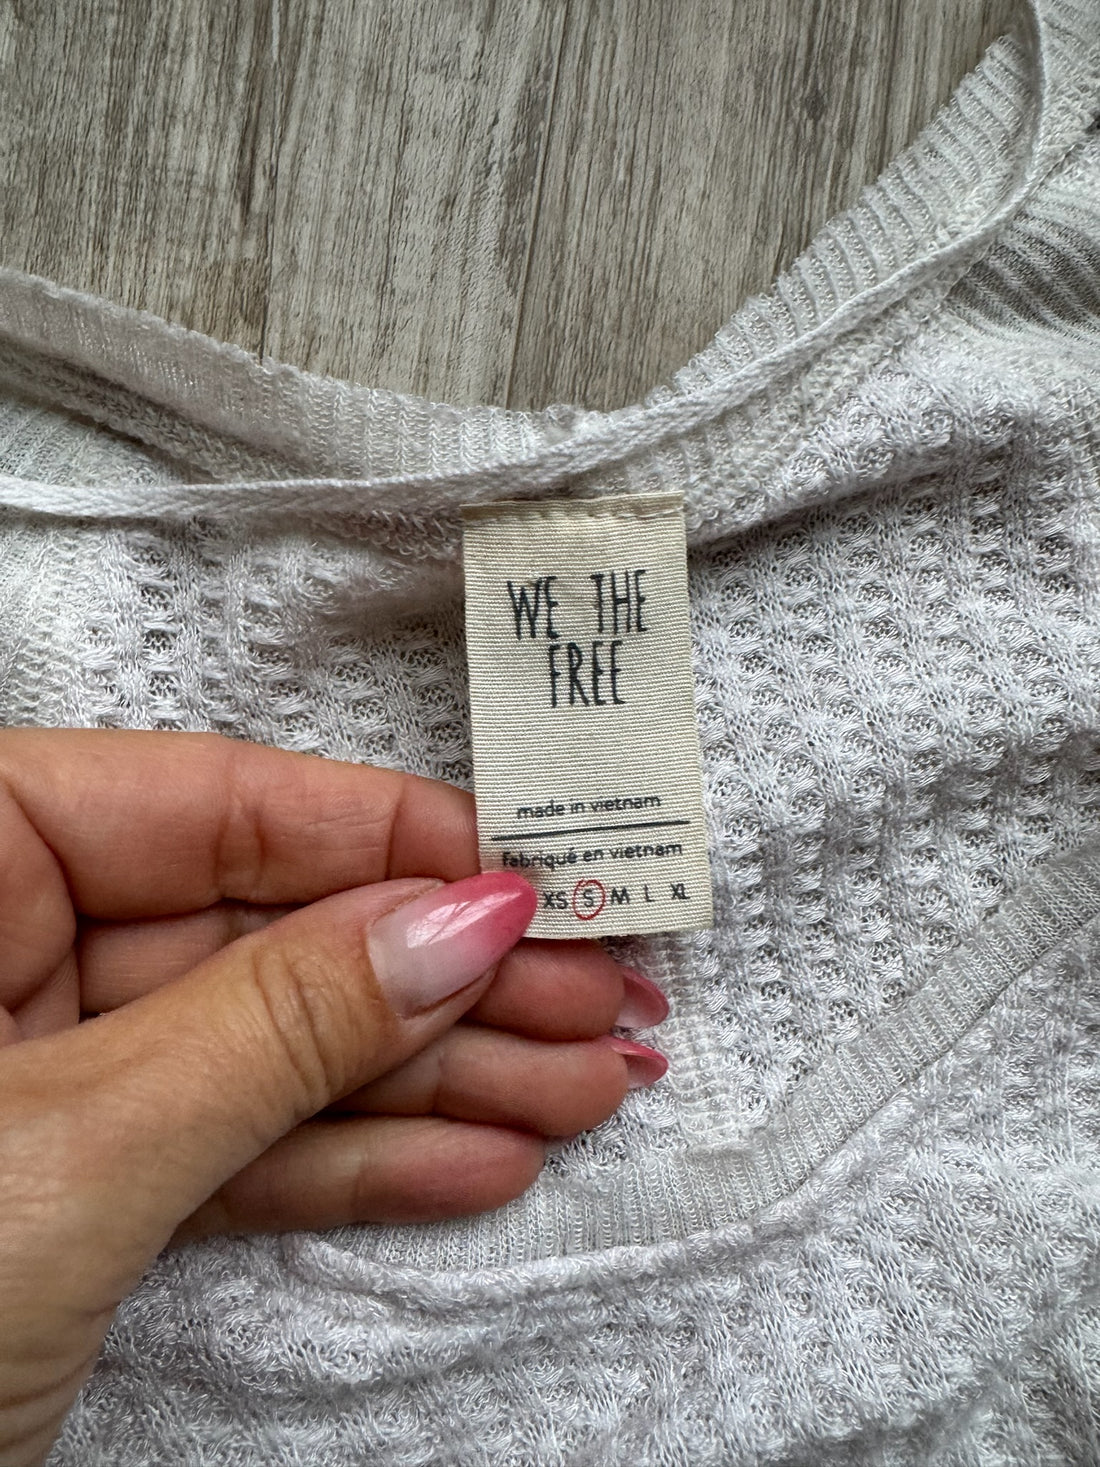 WE THE
FREE
made in vietnam
fabriqué en vietnam
XS S M L XL